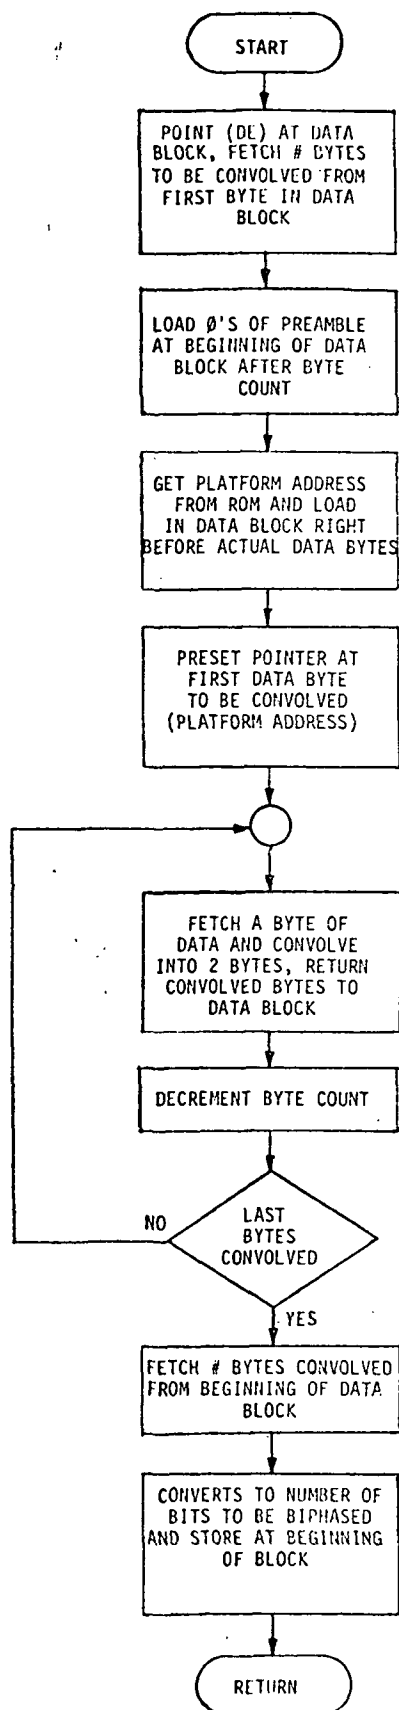 START
POINT (DE) AT DATA
BLOCK, FETCH # BYTES
TO BE CONVOLVED FROM
FIRST BYTE IN DATA
BLOCK
LOAD Ø'S OF PREAMBLE
AT BEGINNING OF DATA
BLOCK AFTER BYTE
COUNT
GET PLATFORM ADDRESS
FROM ROM AND LOAD
IN DATA BLOCK RIGHT
BEFORE ACTUAL DATA BYTES
PRESET POINTER AT
FIRST DATA BYTE
TO BE CONVOLVED
(PLATFORM ADDRESS)
FETCH A BYTE OF
DATA AND CONVOLVE
INTO 2 BYTES, RETURN
CONVOLVED BYTES TO
DATA BLOCK
DECREMENT BYTE COUNT
NO
LAST
BYTES
CONVOLVED
YES
FETCH # BYTES CONVOLVED
FROM BEGINNING OF DATA
BLOCK
CONVERTS TO NUMBER OF
BITS TO BE BIPHASED
AND STORE AT BEGINNING
OF BLOCK
RETURN